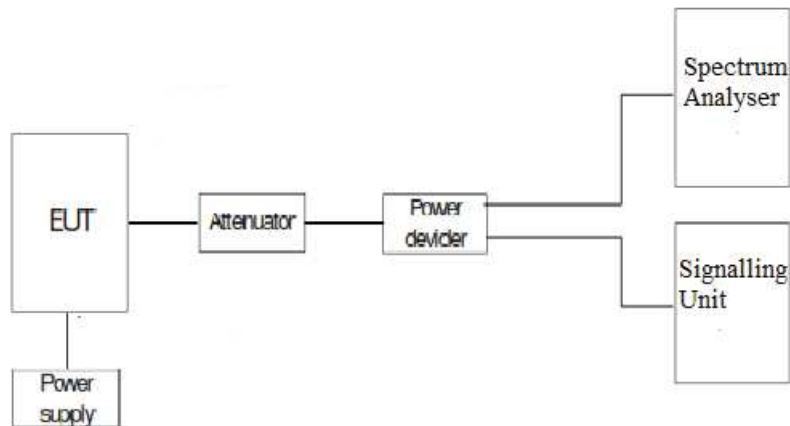 Spectrum
Analyser
EUT
Attenuator
Power
devider
Signalling
Unit
Power
supply